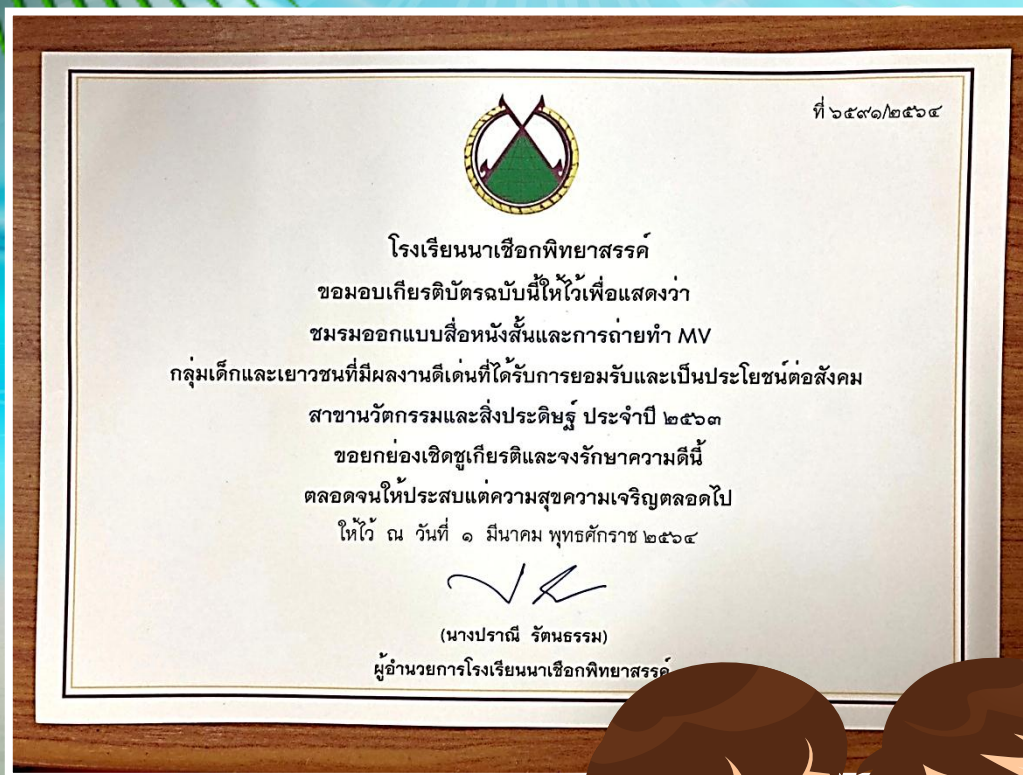 ที่ ๖๕๙๑/๒๕๖๔
โรงเรียนนาเชือกพิทยาสรรค์
ขอมอบเกียรติบัตรฉบับนี้ให้ไว้เพื่อแสดงว่า
ชมรมออกแบบสื่อหนังสั้นและการถ่ายทำ MV
กลุ่มเด็กและเยาวชนที่มีผลงานดีเด่นที่ได้รับการยอมรับและเป็นประโยชน์ต่อสังคม
สาขานวัตกรรมและสิ่งประดิษฐ์ ประจำปี ๒๕๖๓
ขอยกย่องเชิดชูเกียรติและจงรักษาความดีนี้
ตลอดจนให้ประสบแต่ความสุขความเจริญตลอดไป
ให้ไว้ ณ วันที่ ๑ มีนาคม พุทธศักราช ๒๕๖๔
(นางปราณี รัตนธรรม)
ผู้อำนวยการโรงเรียนนาเชือกพิทยาสรรค์